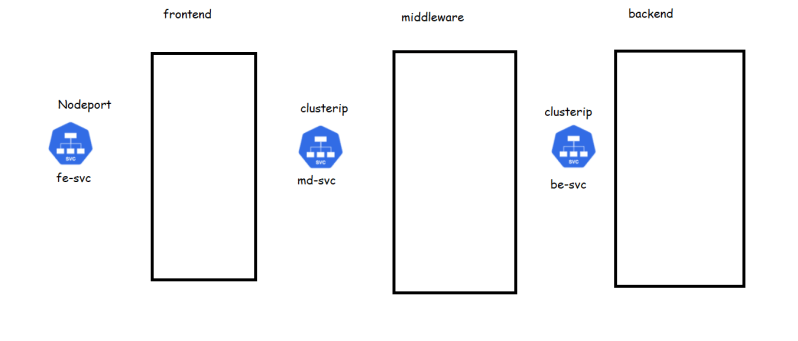 frontend
middleware
backend
Nodeport
svc
fe-svc
clusterip
svc
md-svc
clusterip
svc
be-svc